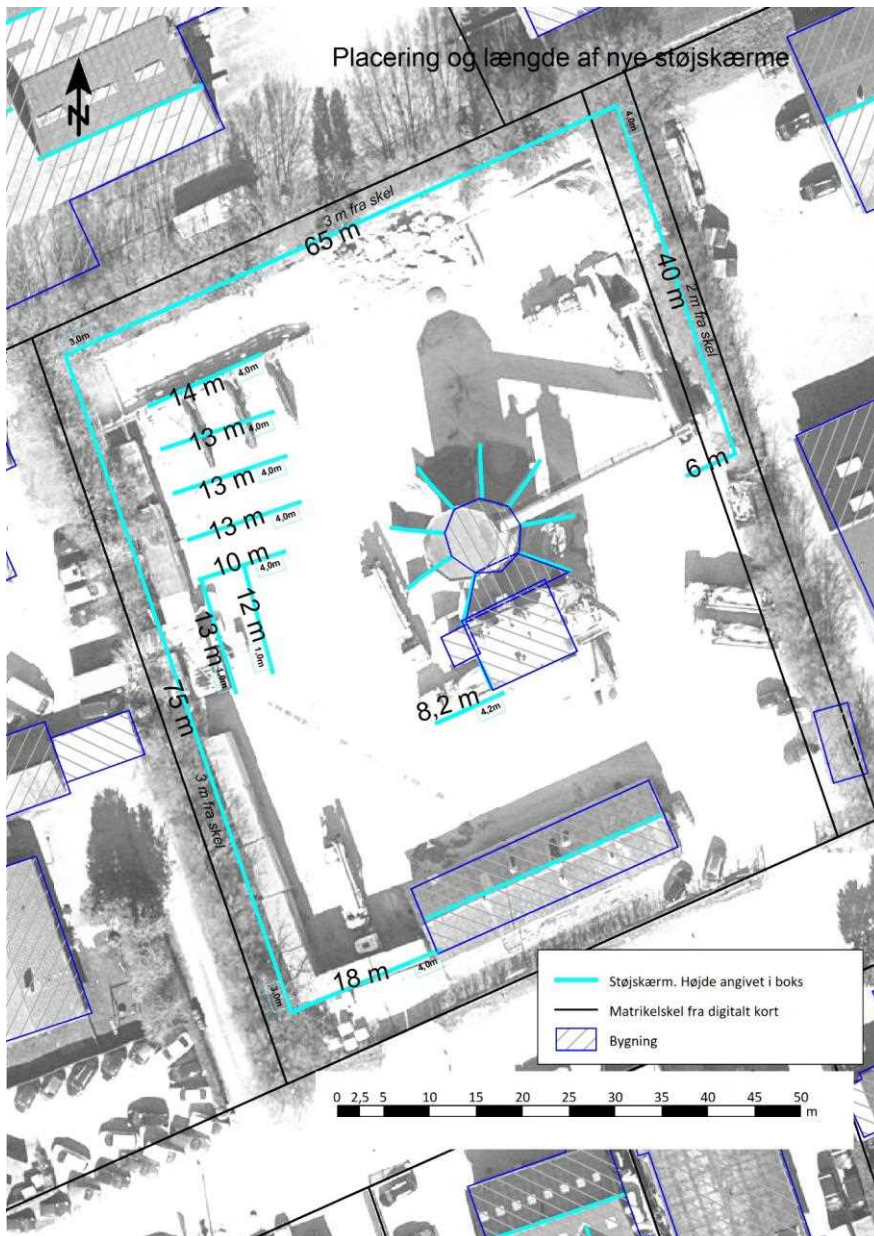 Placering og længde af nye støjskærme
N
4,0m
3 m fra skel
65 m
40 m
2 m fra skel
3,0m
14 m
4,0m
13 m
4,0m
13 m
4,0m
6 m
13 m
4,0m
10 m
4,0m
12 m
1,0m
13 m
1,0m
75 m
8,2 m
4,2m
3 m fra skel
18 m
4,0m
3,0m
Støjskærm. Højde angivet i boks
Matrikelskel fra digitalt kort
Bygning
0 2,5 5 10 15 20 25 30 35 40 45 50
m